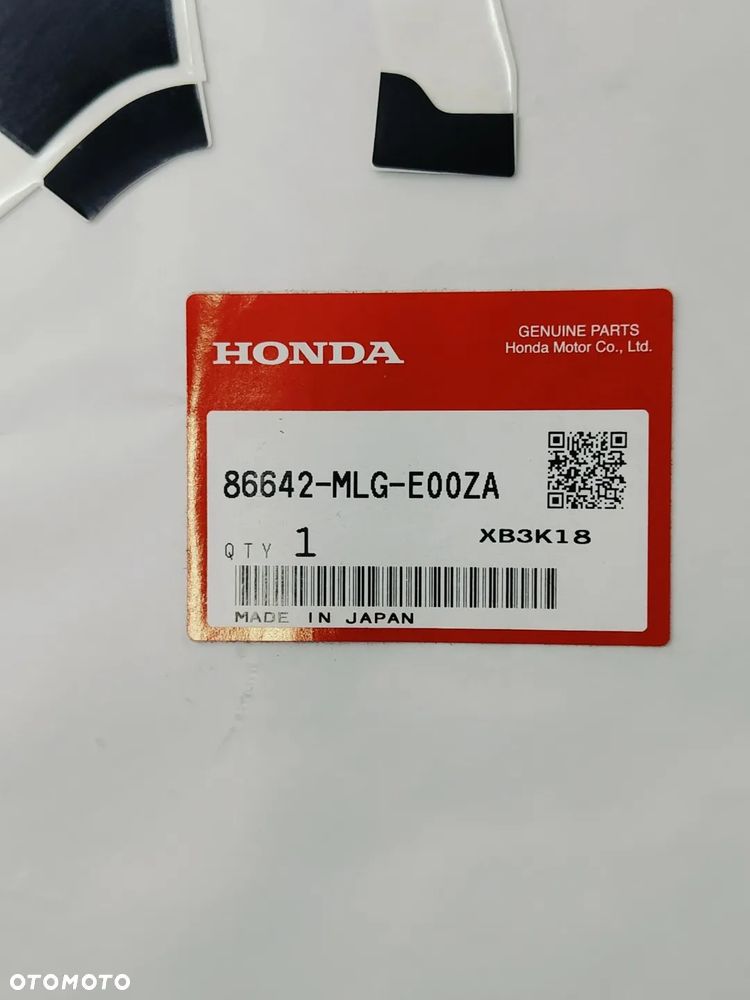 GENUINE PARTS
HONDA
Honda Motor Co., Ltd.
86642-MLG-E00ZA
QTY 1
XB3K18
MADE IN JAPAN
OTOMOTO